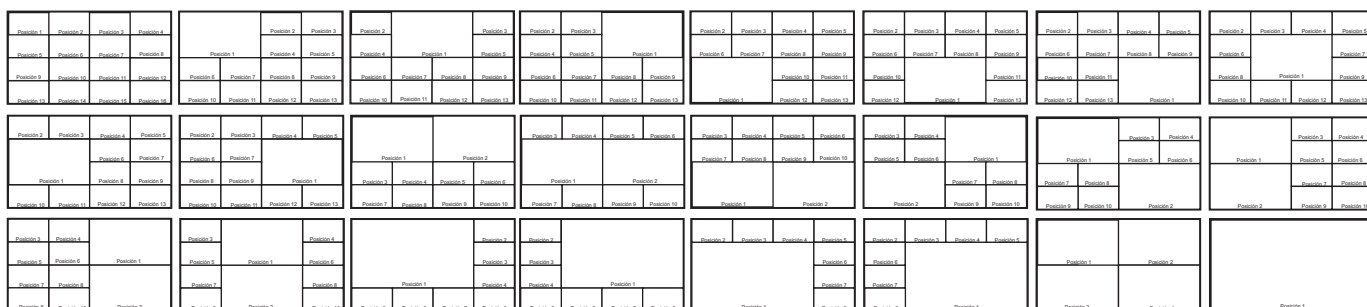 Posición 1 Posición 2 Posición 3 Posición 4
Posición 5 Posición 6 Posición 7 Posición 8
Posición 9 Posición 10 Posición 11 Posición 12
Posición 13 Posición 14 Posición 15 Posición 16
Posición 2 Posición 3
Posición 1 Posición 4 Posición 5
Posición 6 Posición 7 Posición 8 Posición 9
Posición 10 Posición 11 Posición 12 Posición 13
Posición 2 Posición 3
Posición 4 Posición 1 Posición 5
Posición 6 Posición 7 Posición 8 Posición 9
Posición 10 Posición 11 Posición 12 Posición 13
Posición 2 Posición 3
Posición 4 Posición 5 Posición 1
Posición 6 Posición 7 Posición 8 Posición 9
Posición 10 Posición 11 Posición 12 Posición 13
Posición 2 Posición 3 Posición 4 Posición 5
Posición 6 Posición 7 Posición 8 Posición 9
Posición 10 Posición 11
Posición 1 Posición 12 Posición 13
Posición 2 Posición 3 Posición 4 Posición 5
Posición 6 Posición 7 Posición 8 Posición 9
Posición 10 Posición 11
Posición 12 Posición 1 Posición 13
Posición 2 Posición 3 Posición 4 Posición 5
Posición 6 Posición 7 Posición 8 Posición 9
Posición 10 Posición 11
Posición 12 Posición 13 Posición 1
Posición 2 Posición 3 Posición 4 Posición 5
Posición 6 Posición 7
Posición 8 Posición 1 Posición 9
Posición 10 Posición 11 Posición 12 Posición 13
Posición 2 Posición 3 Posición 4 Posición 5
Posición 6 Posición 7
Posición 1 Posición 8 Posición 9
Posición 10 Posición 11 Posición 12 Posición 13
Posición 2 Posición 3 Posición 4 Posición 5
Posición 6 Posición 7
Posición 8 Posición 9 Posición 1
Posición 10 Posición 11 Posición 12 Posición 13
Posición 1 Posición 2
Posición 3 Posición 4 Posición 5 Posición 6
Posición 7 Posición 8 Posición 9 Posición 10
Posición 3 Posición 4 Posición 5 Posición 6
Posición 1 Posición 2
Posición 7 Posición 8 Posición 9 Posición 10
Posición 3 Posición 4 Posición 5 Posición 6
Posición 7 Posición 8 Posición 9 Posición 10
Posición 1 Posición 2
Posición 3 Posición 4
Posición 5 Posición 6 Posición 1
Posición 7 Posición 8
Posición 2 Posición 9 Posición 10
Posición 3 Posición 4
Posición 1 Posición 5 Posición 6
Posición 7 Posición 8
Posición 9 Posición 10 Posición 2
Posición 3 Posición 4
Posición 1 Posición 5 Posición 6
Posición 7 Posición 8
Posición 2 Posición 9 Posición 10
Posición 3 Posición 4
Posición 5 Posición 6 Posición 1
Posición 7 Posición 8
Posición 3 Posición 4
Posición 5 Posición 1 Posición 6
Posición 7 Posición 8
Posición 2
Posición 3
Posición 1 Posición 4
Posición 2
Posición 3
Posición 4 Posición 1
Posición 2 Posición 3 Posición 4 Posición 5
Posición 6
Posición 7
Posición 2 Posición 3 Posición 4 Posición 5
Posición 6
Posición 7
Posición 1 Posición 2
Posición 1